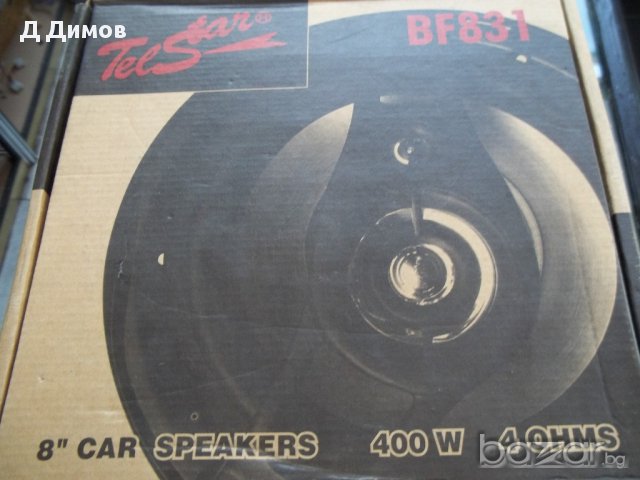 Д Димов
TelStar®
BF831
8" CAR SPEAKERS 400 W 4 OHMS
bazar.bg